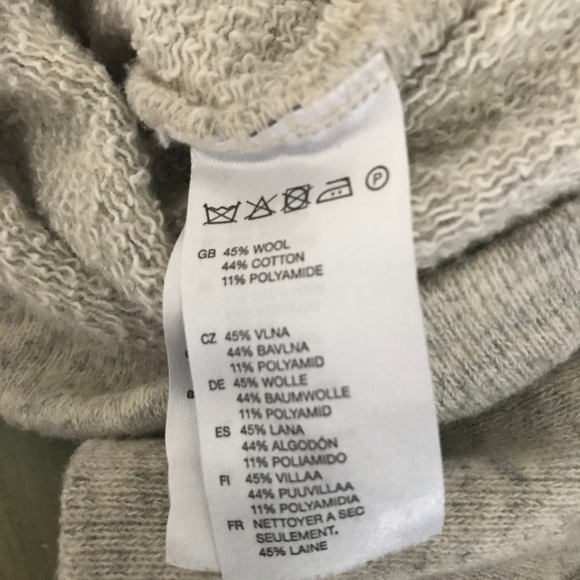 P
GB 45% WOOL
44% COTTON
11% POLYAMIDE
CZ 45% VLNA
44% BAVLNA
11% POLYAMID
DE 45% WOLLE
44% BAUMWOLLE
11% POLYAMID
ES 45% LANA
44% ALGODÓN
11% POLIAMIDO
FI 45% VILLAA
44% PUUVILLAA
11% POLYAMIDIA
FR NETTOYER A SEC
SEULEMENT.
45% LAINE